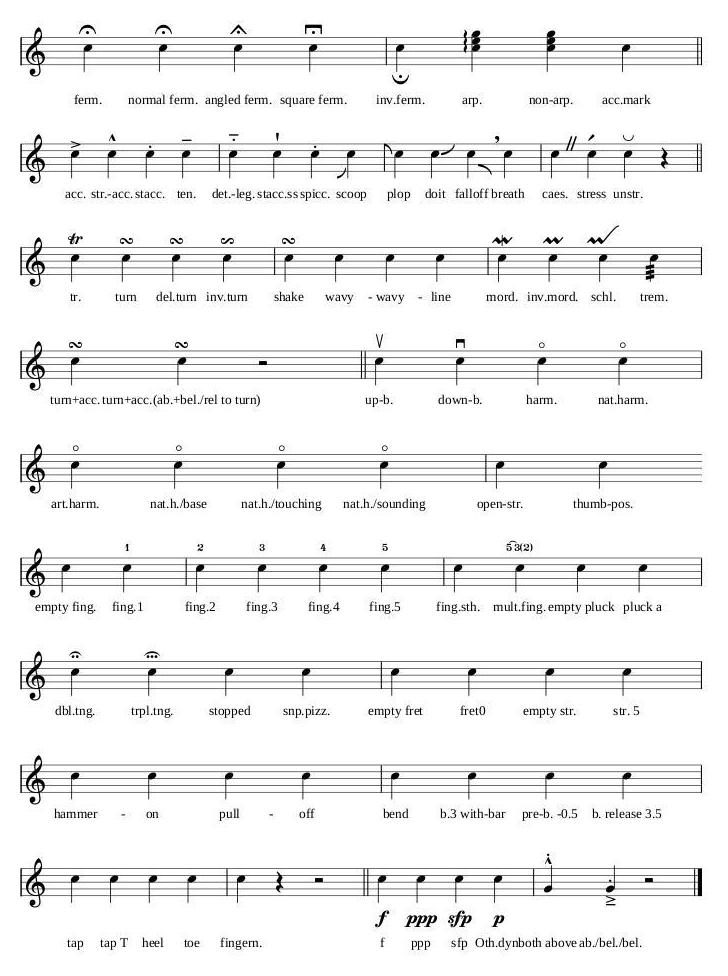 ferm. normal ferm. angled ferm. square ferm. inv.ferm. arp. non-arp. acc.mark
acc. str.-acc. stacc. ten. det.-leg. stacc.ss spicc. scoop plop doit falloff breath caes. stress unstr.
tr
tr. turn del.turn inv.turn shake wavy - wavy - line mord. inv.mord. schl. trem.
turn+acc. turn+acc.(ab.+bel./rel to turn) up-b. down-b. harm. nat.harm.
art.harm. nat.h./base nat.h./touching nat.h./sounding open-str. thumb-pos.
1 2 3 4 5 5 3(2)
empty fing. fing.1 fing.2 fing.3 fing.4 fing.5 fing.sth. mult.fing. empty pluck pluck a
dbl.tng. trpl.tng. stopped snp.pizz. empty fret fret0 empty str. str. 5
hammer - on pull - off bend b.3 with-bar pre-b. -0.5 b. release 3.5
f ppp sfp p
tap tap T heel toe fingern. f ppp sfp Oth.dyn both above ab./bel./bel.